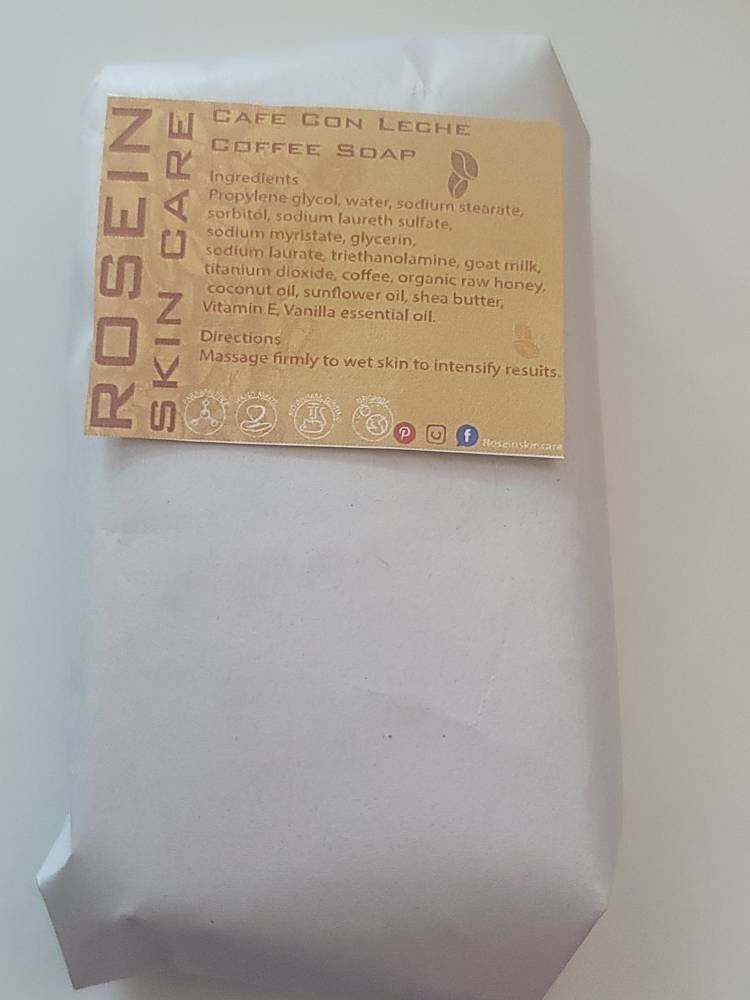 ROSEIN
SKIN CARE
CAFE CON LECHE
COFFEE SOAP
Ingredients
Propylene glycol, water, sodium stearate,
sorbitol, sodium laureth sulfate,
sodium myristate, glycerin,
sodium laurate, triethanolamine, goat milk,
titanium dioxide, coffee, organic raw honey,
coconut oil, sunflower oil, shea butter,
Vitamin E, Vanilla essential oil.
Directions
Massage firmly to wet skin to intensify resuits.
Roseinskincare